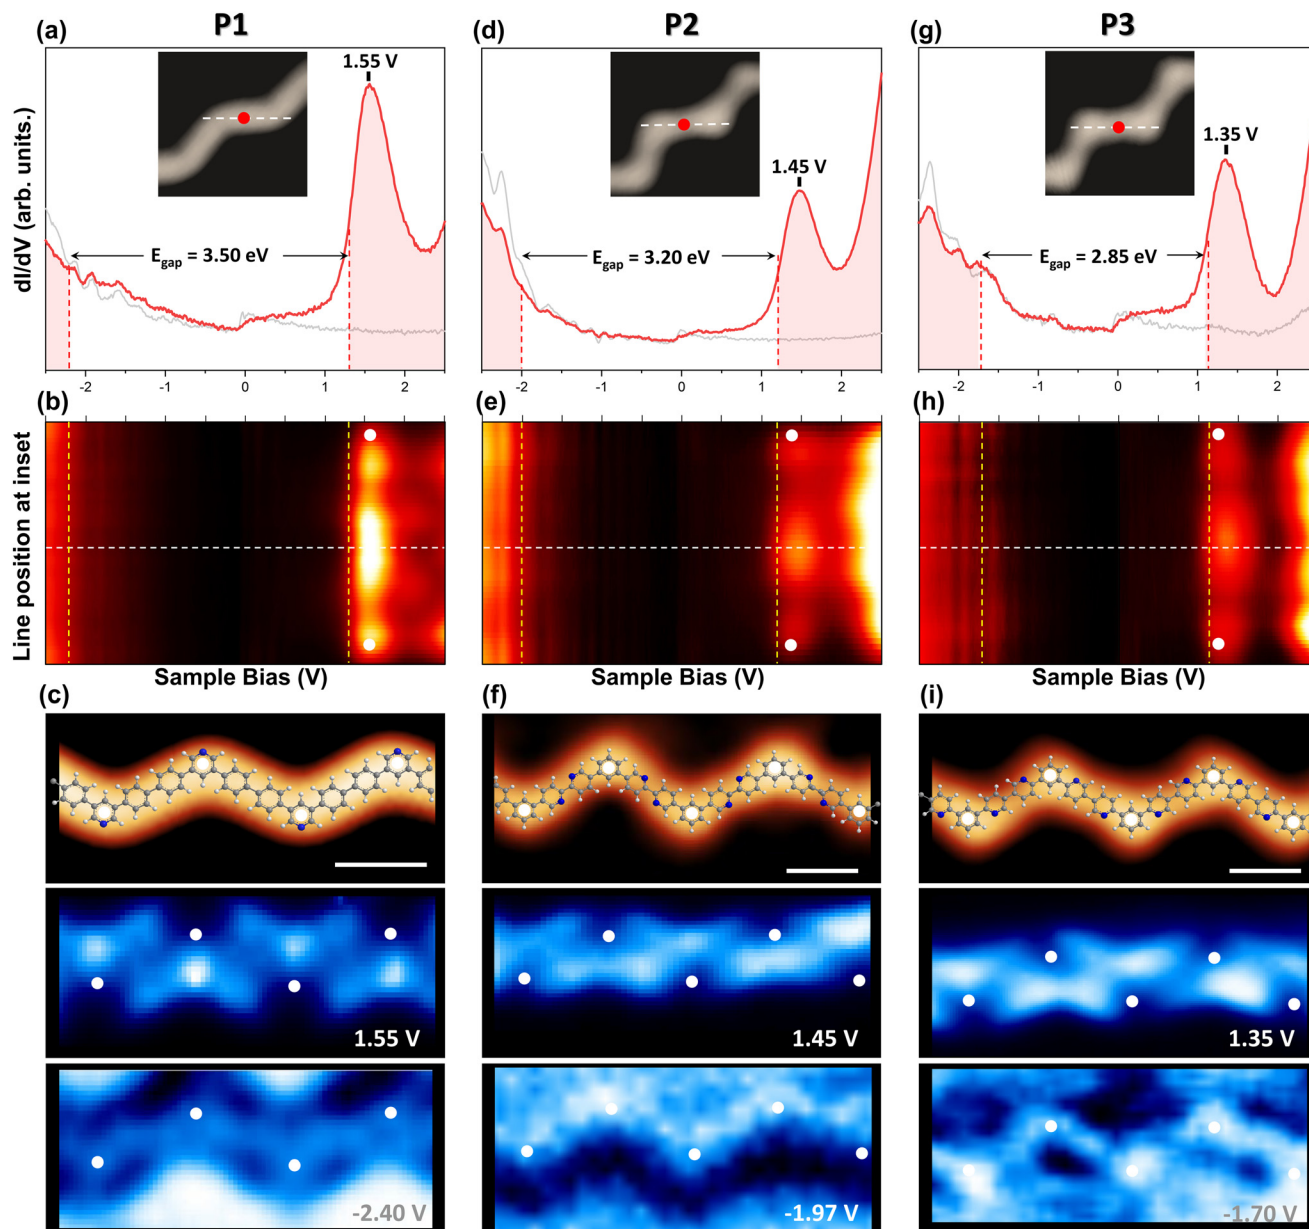 P1
P2
P3
(a)
(d)
(g)
1.55 V
1.45 V
1.35 V
dI/dV (arb. units.)
E_gap = 3.50 eV
E_gap = 3.20 eV
E_gap = 2.85 eV
-2 -1 0 1 2
-2 -1 0 1 2
-2 -1 0 1 2
(b)
(e)
(h)
Line position at inset
Sample Bias (V)
Sample Bias (V)
Sample Bias (V)
(c)
(f)
(i)
1.55 V
1.45 V
1.35 V
-2.40 V
-1.97 V
-1.70 V